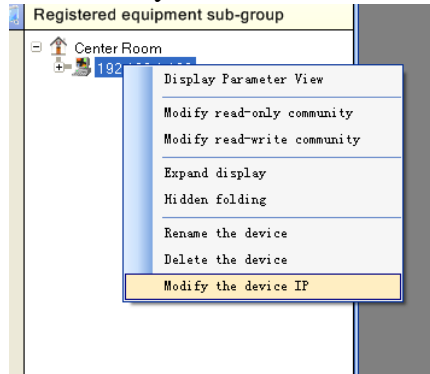 Registered equipment sub-group
Center Room
192
Display Parameter View
Modify read-only community
Modify read-write community
Expand display
Hidden folding
Rename the device
Delete the device
Modify the device IP